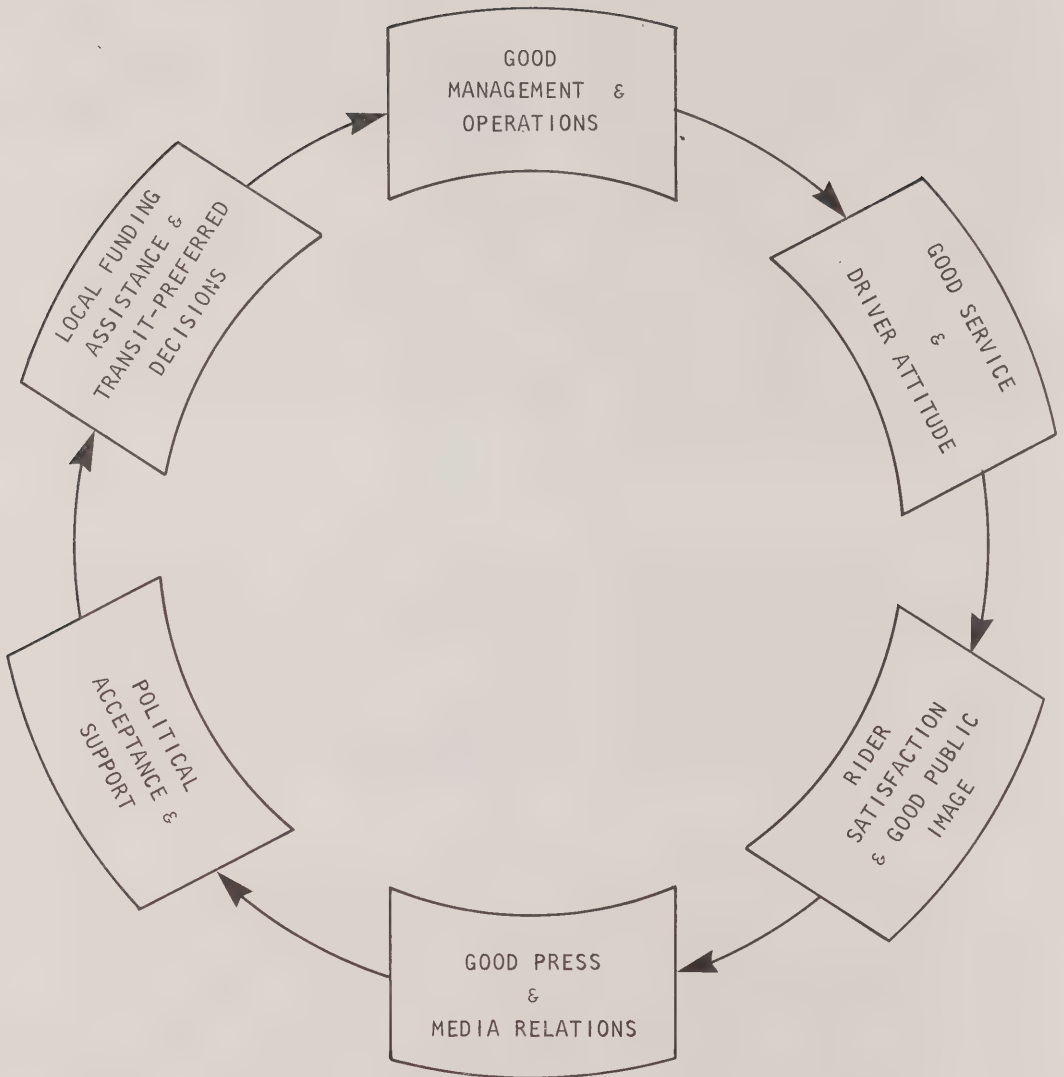 GOOD
MANAGEMENT &
OPERATIONS
GOOD SERVICE
&
DRIVER ATTITUDE
RIDER
SATISFACTION
& GOOD PUBLIC
IMAGE
GOOD PRESS
&
MEDIA RELATIONS
POLITICAL
ACCEPTANCE &
SUPPORT
LOCAL FUNDING
ASSISTANCE &
TRANSIT-PREFERRED
DECISIONS